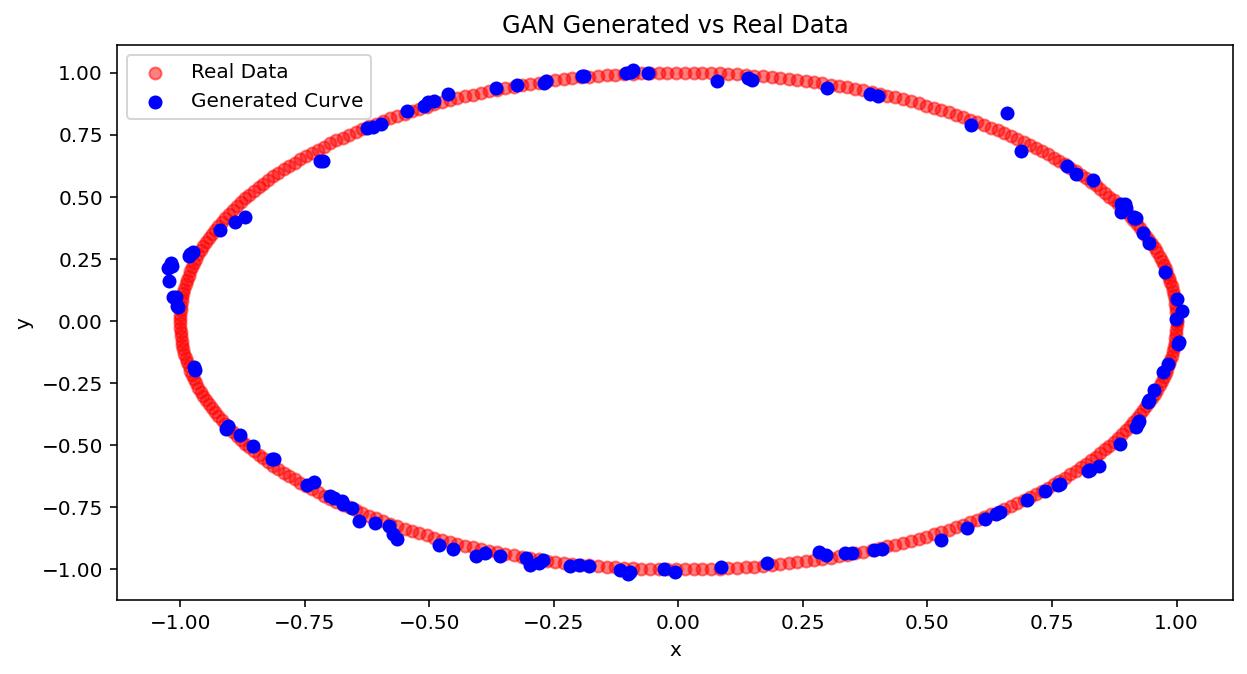 GAN Generated vs Real Data
Real Data
Generated Curve
1.00
0.75
0.50
0.25
0.00
−0.25
−0.50
−0.75
−1.00
y
−1.00 −0.75 −0.50 −0.25 0.00 0.25 0.50 0.75 1.00
x